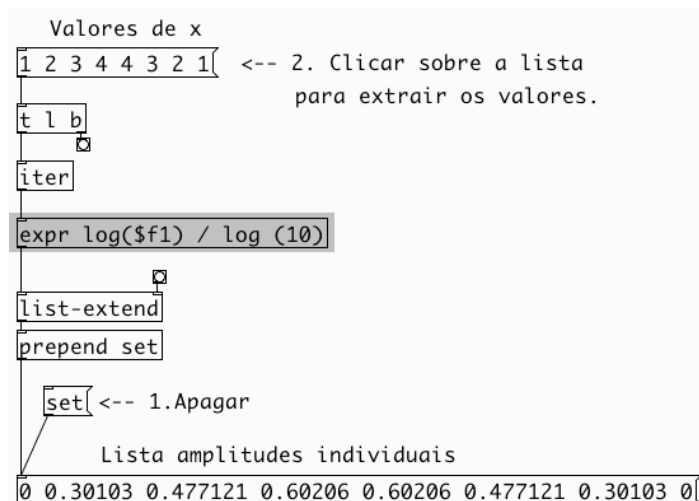 Valores de x
1 2 3 4 4 3 2 1 <-- 2. Clicar sobre a lista
para extrair os valores.
t l b
iter
expr log($f1) / log (10)
list-extend
prepend set
set <-- 1.Apagar
Lista amplitudes individuais
0 0.30103 0.477121 0.60206 0.60206 0.477121 0.30103 0